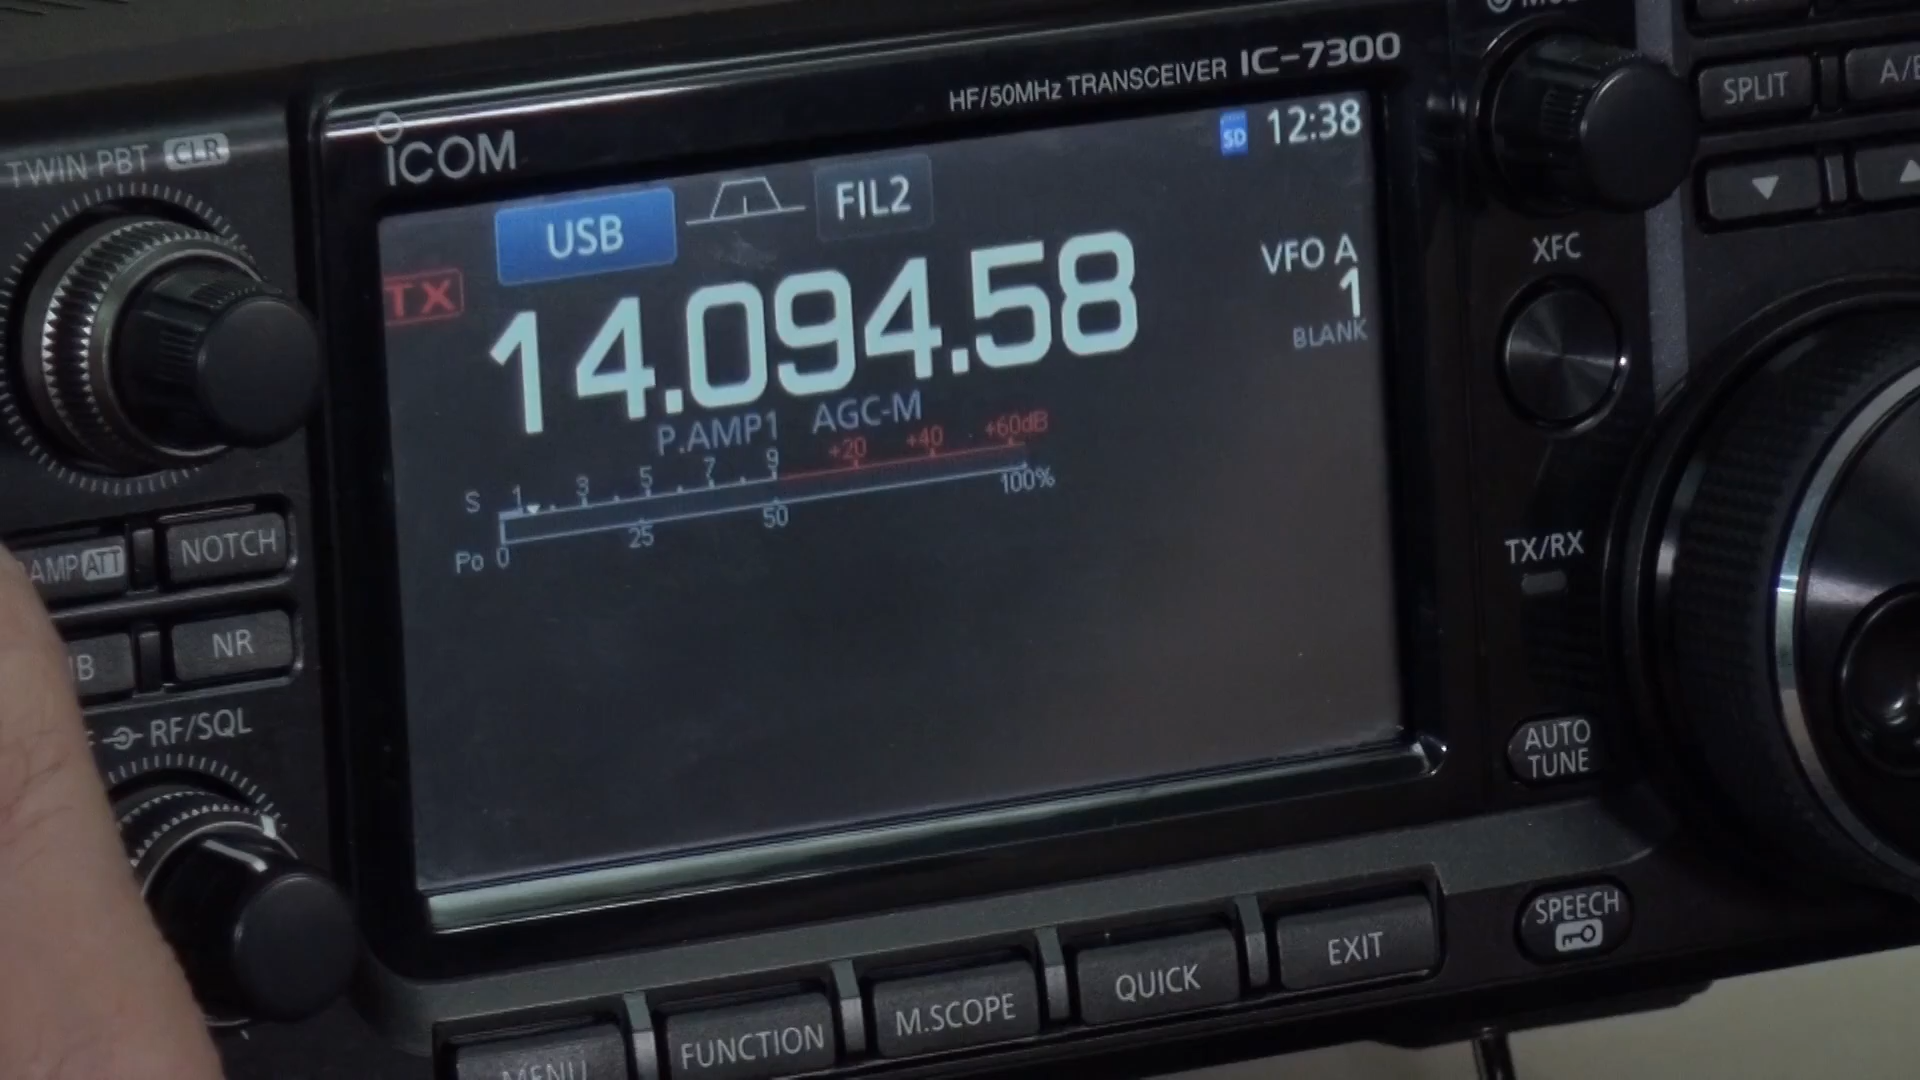 HF/50MHz TRANSCEIVER IC-7300
ICOM
TWIN PBT CLR
SD 12:38
USB FIL2
TX
14.094.58
VFO A
1
BLANK
P.AMP1 AGC-M
S 1 3 5 7 9 +20 +40 +60dB
Po 0 25 50 100%
SPLIT
▼ ▲
XFC
TX/RX
AUTO
TUNE
SPEECH
ATT
NOTCH
NR
RF/SQL
MENU
FUNCTION
M.SCOPE
QUICK
EXIT